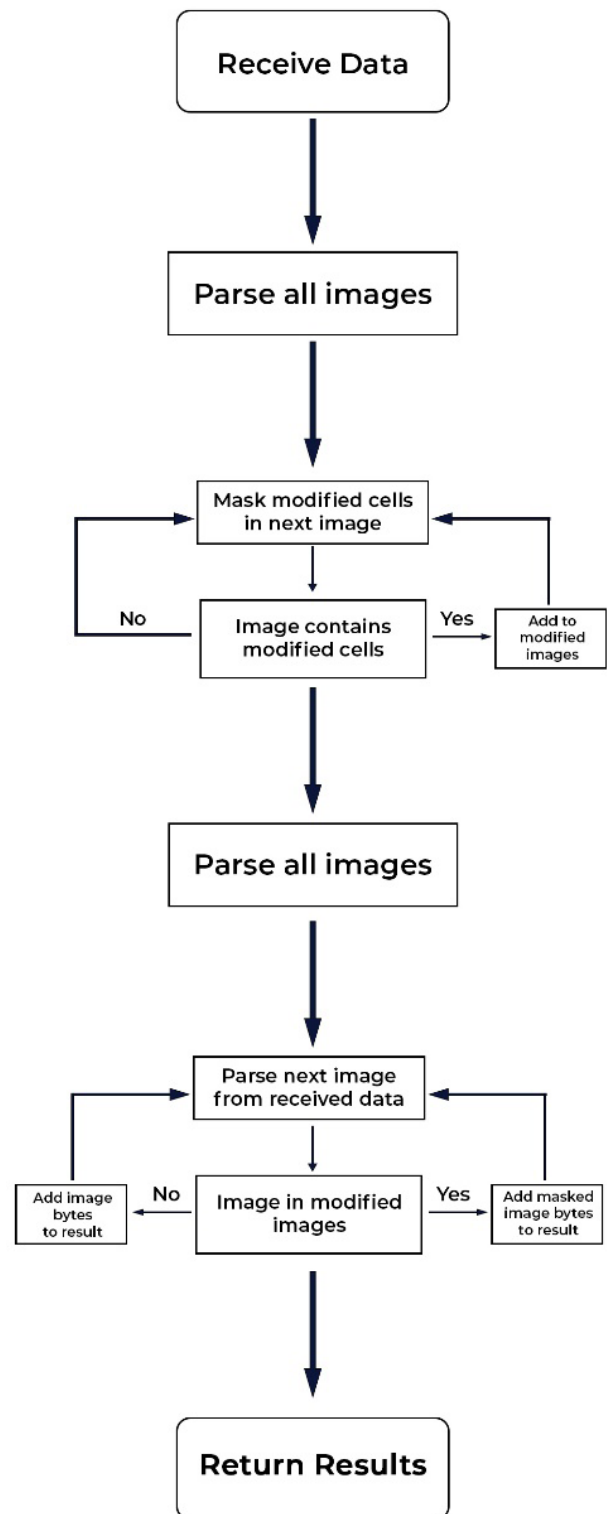 Receive Data
Parse all images
Mask modified cells
in next image
No
Image contains
modified cells
Yes
Add to
modified
images
Parse all images
Parse next image
from received data
Add image
bytes
to result
No
Image in modified
images
Yes
Add masked
image bytes
to result
Return Results